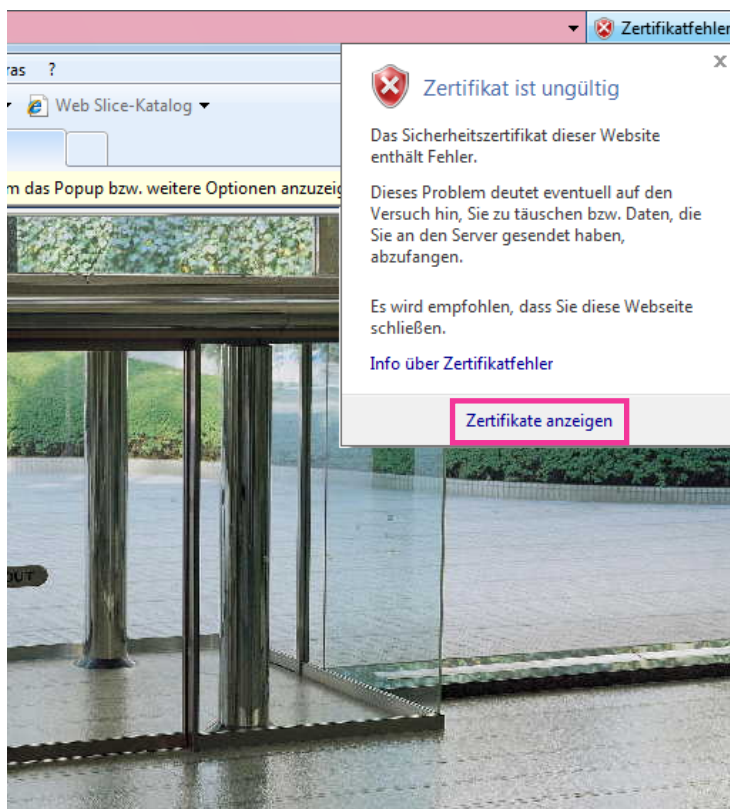 Zertifikatfehler
ras ?
Web Slice-Katalog
m das Popup bzw. weitere Optionen anzuzeig
x
Zertifikat ist ungültig
Das Sicherheitszertifikat dieser Website
enthält Fehler.
Dieses Problem deutet eventuell auf den
Versuch hin, Sie zu täuschen bzw. Daten, die
Sie an den Server gesendet haben,
abzufangen.
Es wird empfohlen, dass Sie diese Webseite
schließen.
Info über Zertifikatfehler
Zertifikate anzeigen
OUT